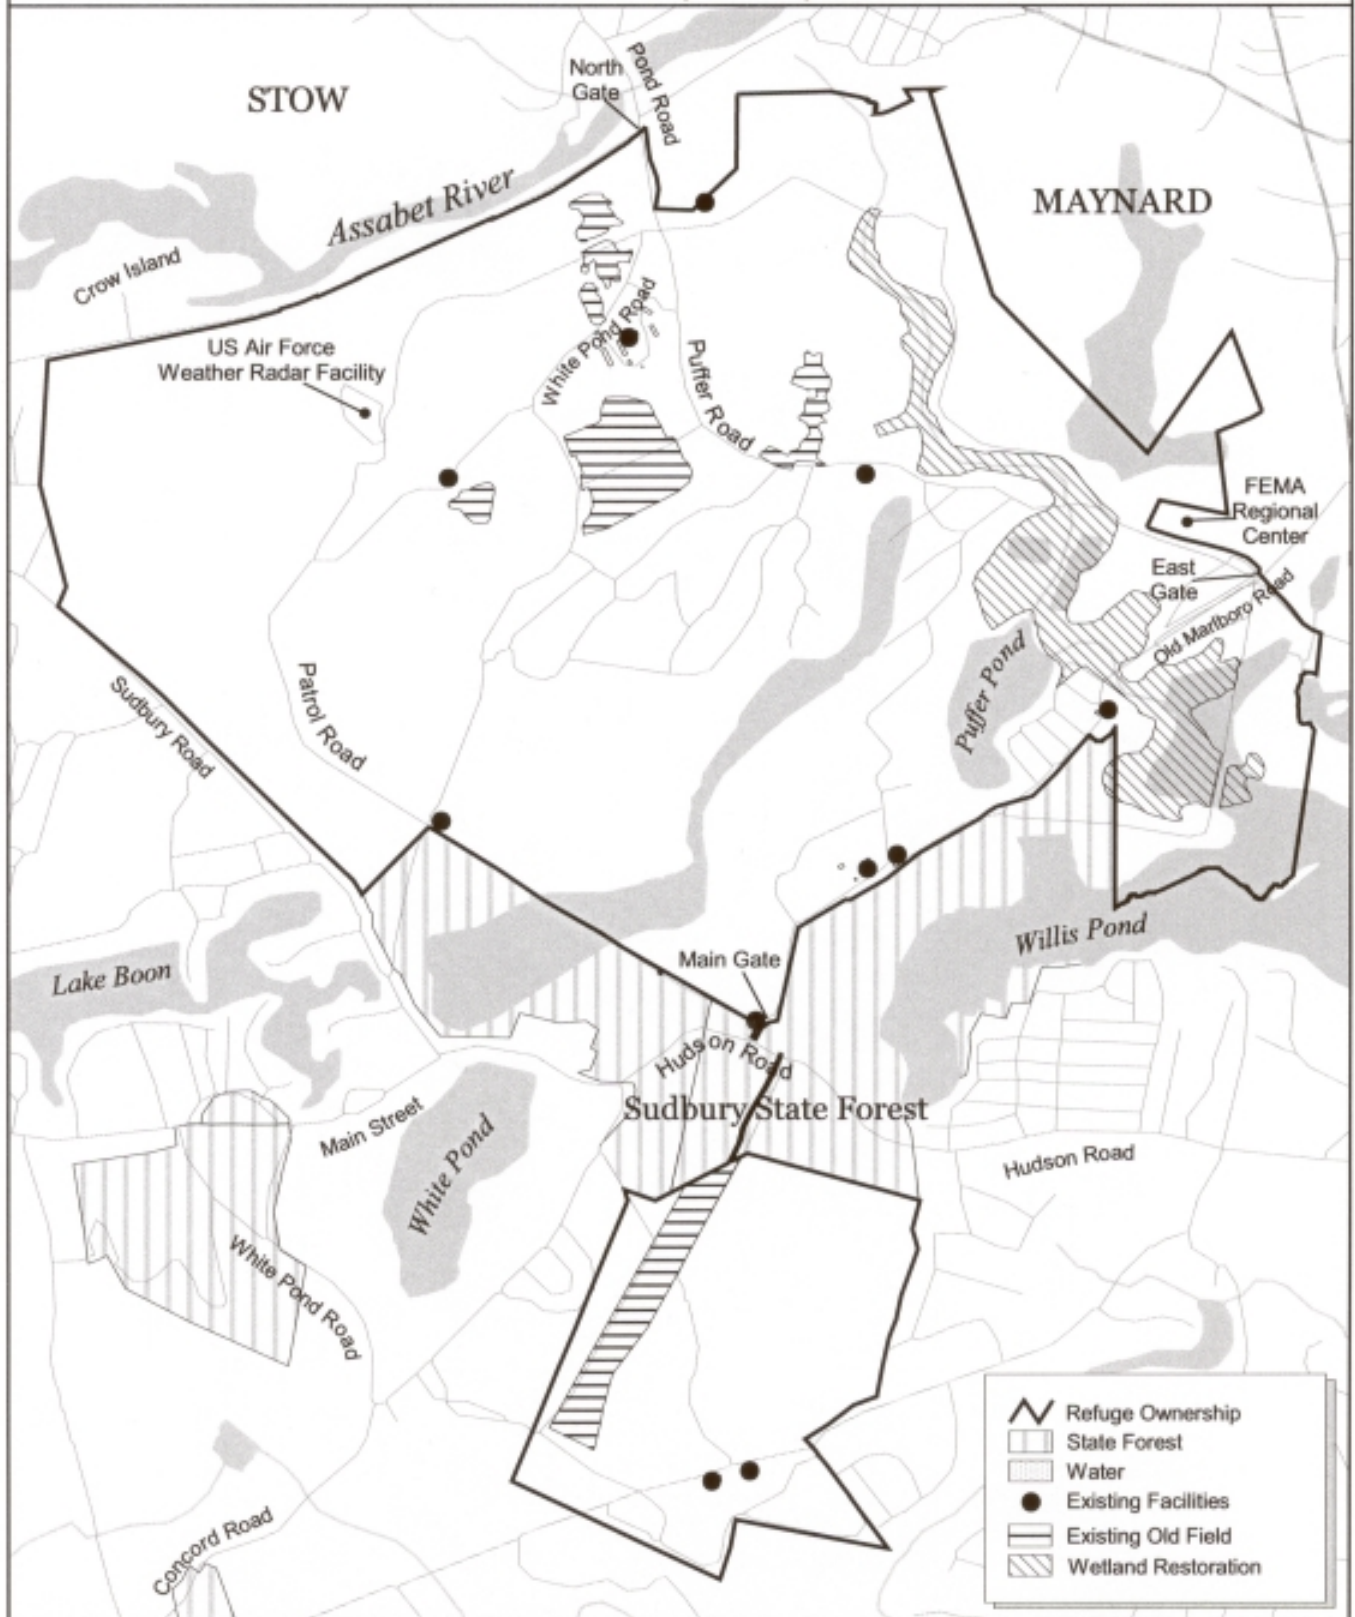 North
Gate
Pond Road
STOW
MAYNARD
Assabet River
Crow Island
US Air Force
Weather Radar Facility
White Pond Road
Puffer Road
FEMA
Regional
Center
East
Gate
Old Marlboro Road
Puffer Pond
Patrol Road
Sudbury Road
Willis Pond
Main Gate
Lake Boon
Hudson Road
Sudbury State Forest
Main Street
White Pond
Hudson Road
White Pond Road
Concord Road
Refuge Ownership
State Forest
Water
Existing Facilities
Existing Old Field
Wetland Restoration